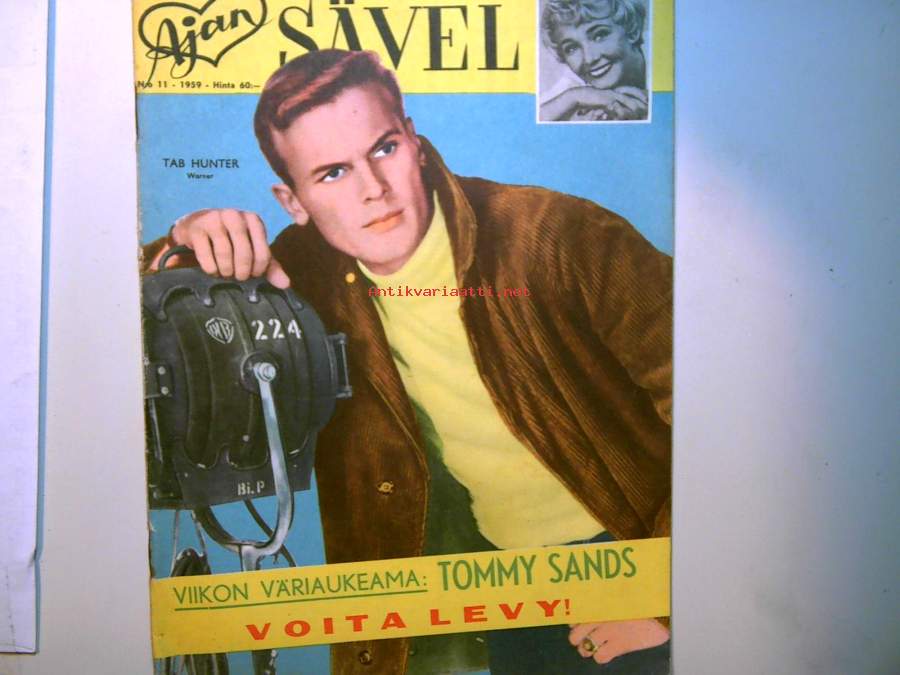 Ajan
SÄVEL
N:o 11 - 1959 - Hinta 60:—
TAB HUNTER
Warner
Antikvariaatti.net
WB
224
Bi.P
VIIKON VÄRIAUKEAMA: TOMMY SANDS
VOITA LEVY!